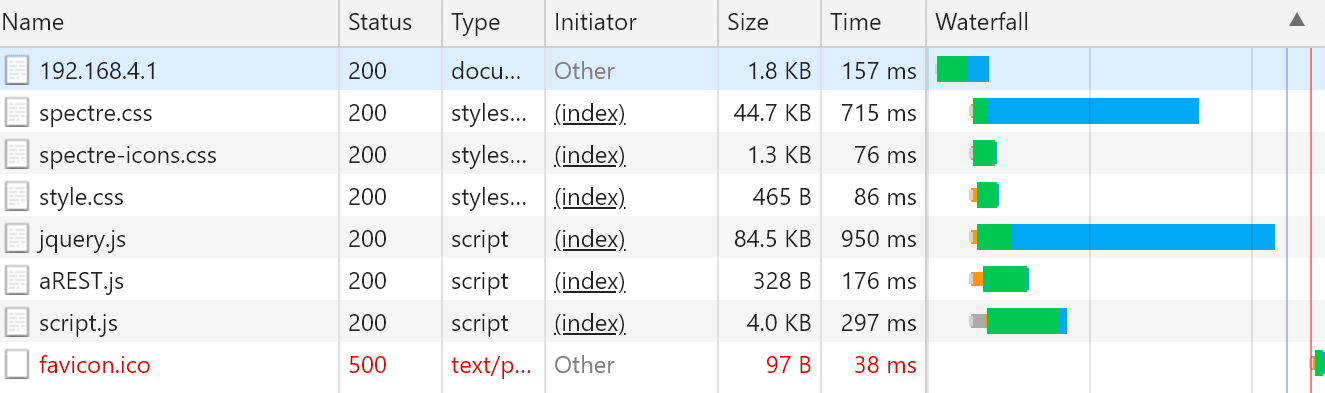 Name Status Type Initiator Size Time Waterfall
192.168.4.1 200 docu... Other 1.8 KB 157 ms
spectre.css 200 styles... (index) 44.7 KB 715 ms
spectre-icons.css 200 styles... (index) 1.3 KB 76 ms
style.css 200 styles... (index) 465 B 86 ms
jquery.js 200 script (index) 84.5 KB 950 ms
aREST.js 200 script (index) 328 B 176 ms
script.js 200 script (index) 4.0 KB 297 ms
favicon.ico 500 text/p... Other 97 B 38 ms